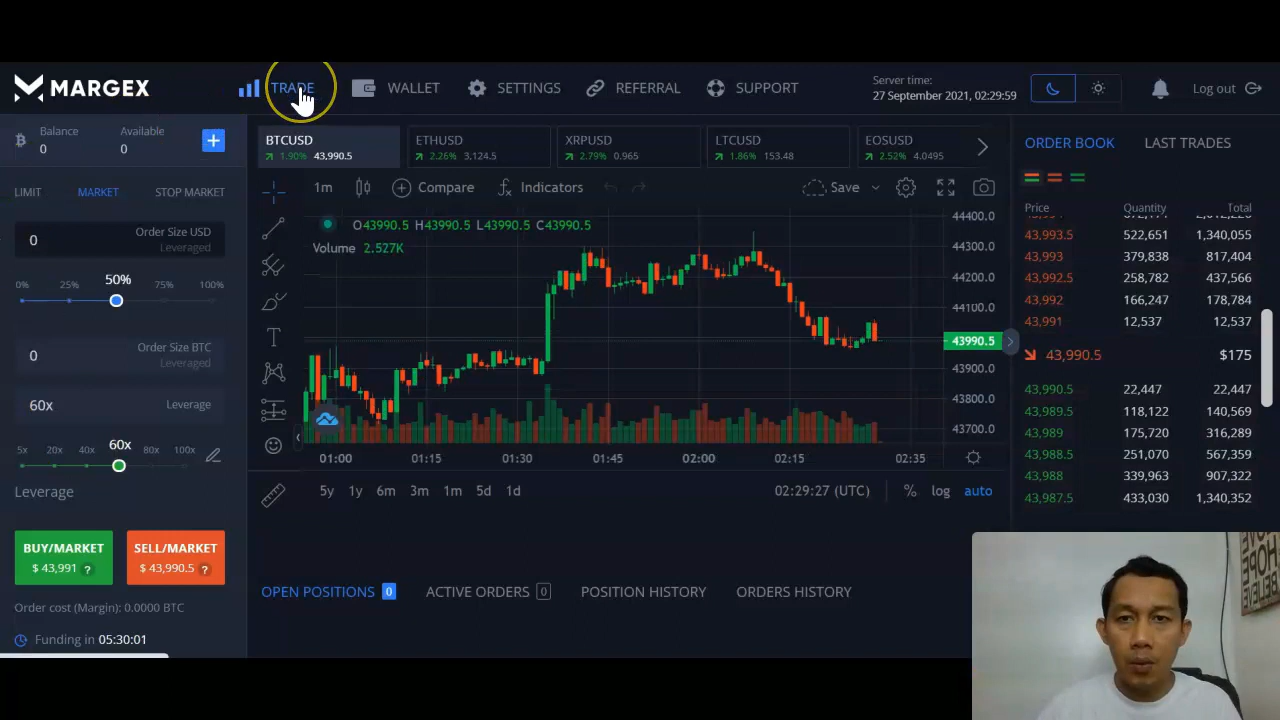 MARGEX
TRADE
WALLET
SETTINGS
REFERRAL
SUPPORT
Server time:
27 September 2021, 02:29:59
Log out
Balance
0
Available
0
BTCUSD
1.90% 43,990.5
ETHUSD
2.26% 3,124.5
XRPUSD
2.79% 0.965
LTCUSD
1.86% 153.48
EOSUSD
2.52% 4.0495
ORDER BOOK
LAST TRADES
LIMIT
MARKET
STOP MARKET
1m
Compare
Indicators
Save
0
Order Size USD
Leveraged
50%
0% 25% 75% 100%
0
Order Size BTC
Leveraged
60x
Leverage
60x
5x 20x 40x 80x 100x
Leverage
BUY/MARKET
$ 43,991 ?
SELL/MARKET
$ 43,990.5 ?
Order cost (Margin): 0.0000 BTC
Funding in 05:30:01
O43990.5 H43990.5 L43990.5 C43990.5
Volume 2.527K
44400.0
44300.0
44200.0
44100.0
43990.5
43900.0
43800.0
43700.0
01:00 01:15 01:30 01:45 02:00 02:15 02:35
5y 1y 6m 3m 1m 5d 1d
02:29:27 (UTC)
% log auto
OPEN POSITIONS 0
ACTIVE ORDERS 0
POSITION HISTORY
ORDERS HISTORY
Price Quantity Total
43,993.5 522,651 1,340,055
43,993 379,838 817,404
43,992.5 258,782 437,566
43,992 166,247 178,784
43,991 12,537 12,537
43,990.5 $175
43,990.5 22,447 22,447
43,989.5 118,122 140,569
43,989 175,720 316,289
43,988.5 251,070 567,359
43,988 339,963 907,322
43,987.5 433,030 1,340,352
HOPE
BELIEVE